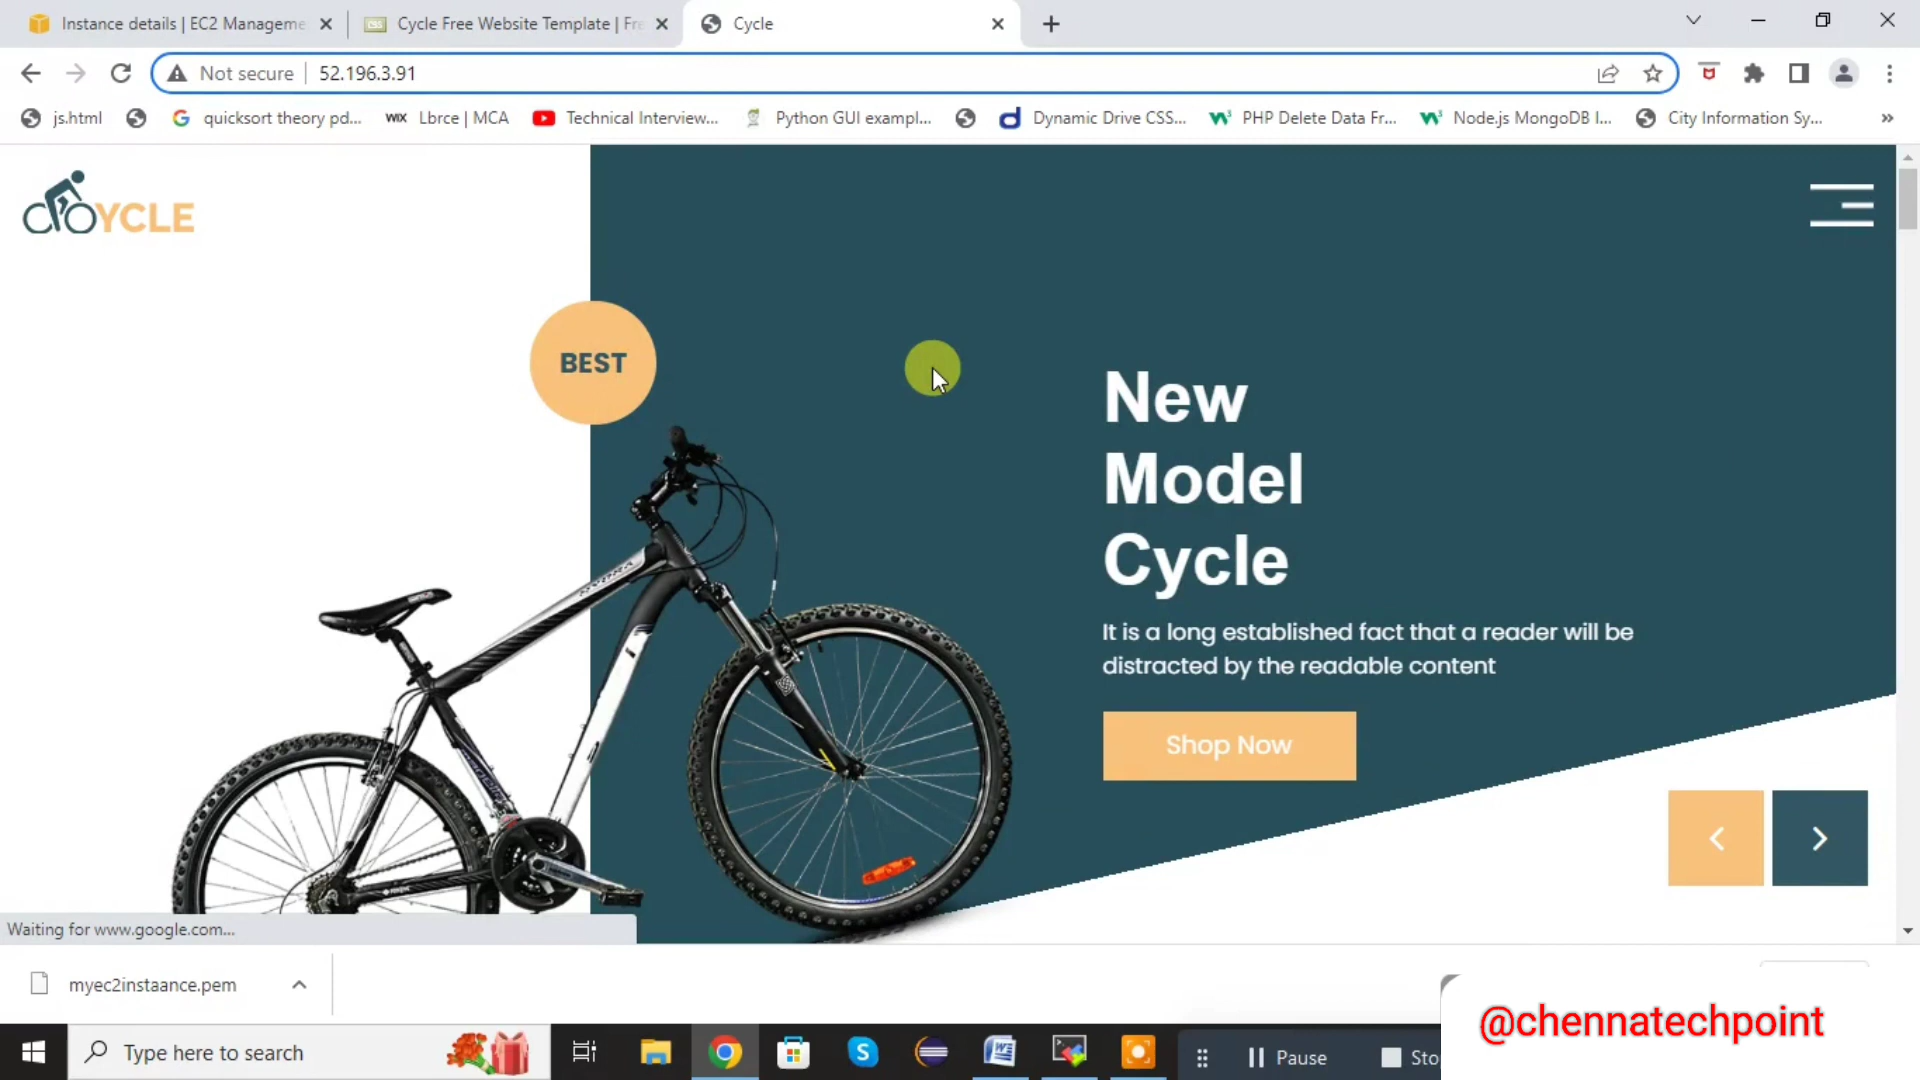 Instance details | EC2 Manageme
Cycle Free Website Template | Fre
Cycle
Not secure
52.196.3.91
js.html
quicksort theory pd...
WIX Lbrce | MCA
Technical Interview...
Python GUI exampl...
Dynamic Drive CSS...
PHP Delete Data Fr...
Node.js MongoDB I...
City Information Sy...
»
CYCLE
BEST
New
Model
Cycle
It is a long established fact that a reader will be
distracted by the readable content
Shop Now
Waiting for www.google.com...
myec2instaance.pem
@chennatechpoint
Type here to search
Pause
Sto